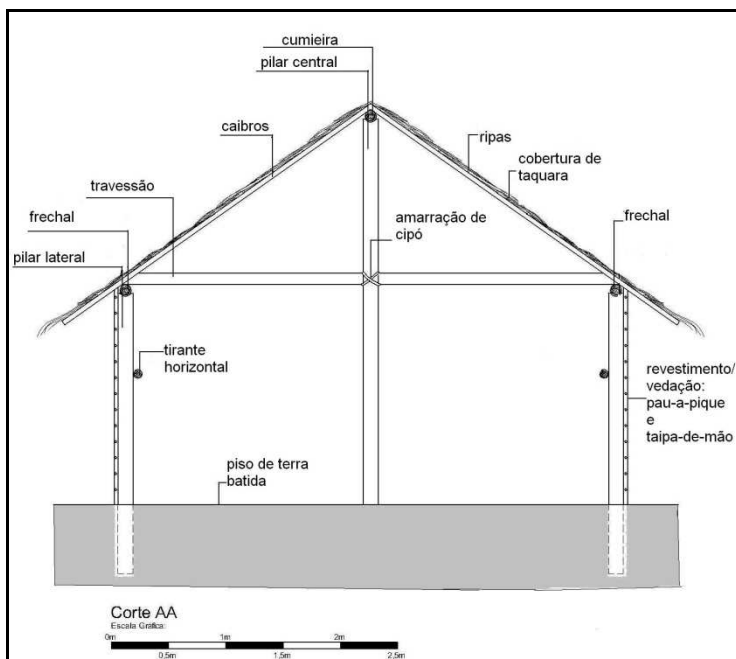 cumieira
pilar central
caibros
ripas
cobertura de
taquara
travessão
amarração de
cipó
frechal
frechal
pilar lateral
tirante
horizontal
revestimento/
vedação:
pau-a-pique
e
taipa-de-mão
piso de terra
batida
Corte AA
Escala Gráfica:
0m 1m 2m
0,5m 1,5m 2,5m